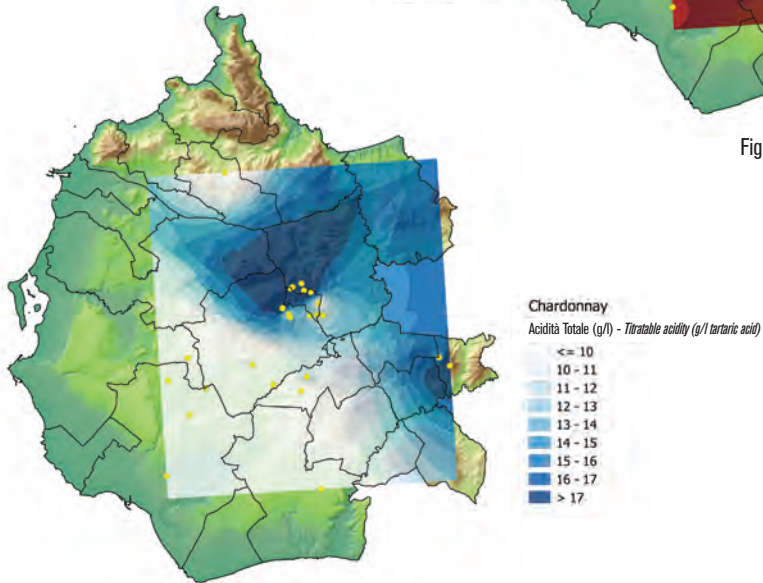 Fig
Chardonnay
Acidità Totale (g/l) - Titratable acidity (g/l tartaric acid)
<= 10
10 - 11
11 - 12
12 - 13
13 - 14
14 - 15
15 - 16
16 - 17
> 17